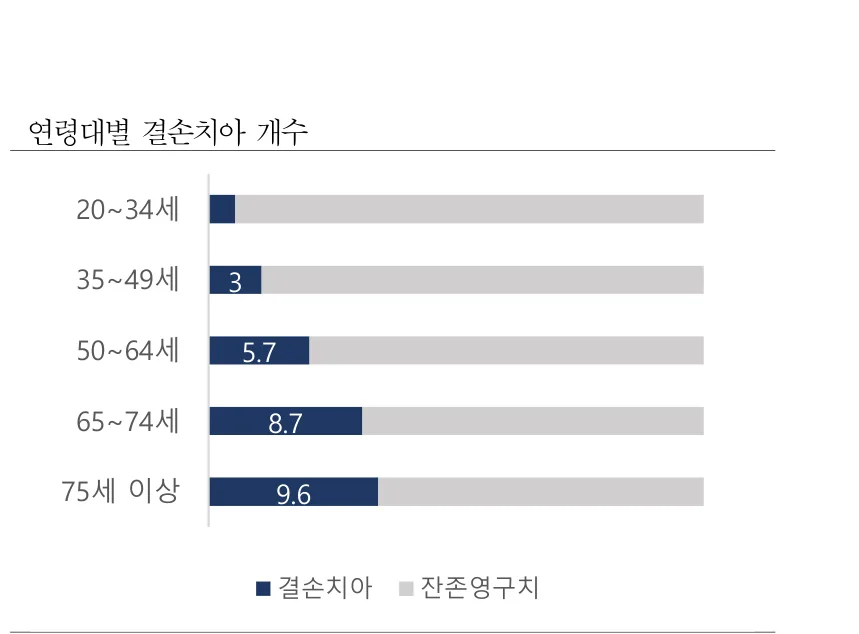 연령대별 결손치아 개수
20~34세
35~49세 3
50~64세 5.7
65~74세 8.7
75세 이상 9.6
결손치아 잔존영구치